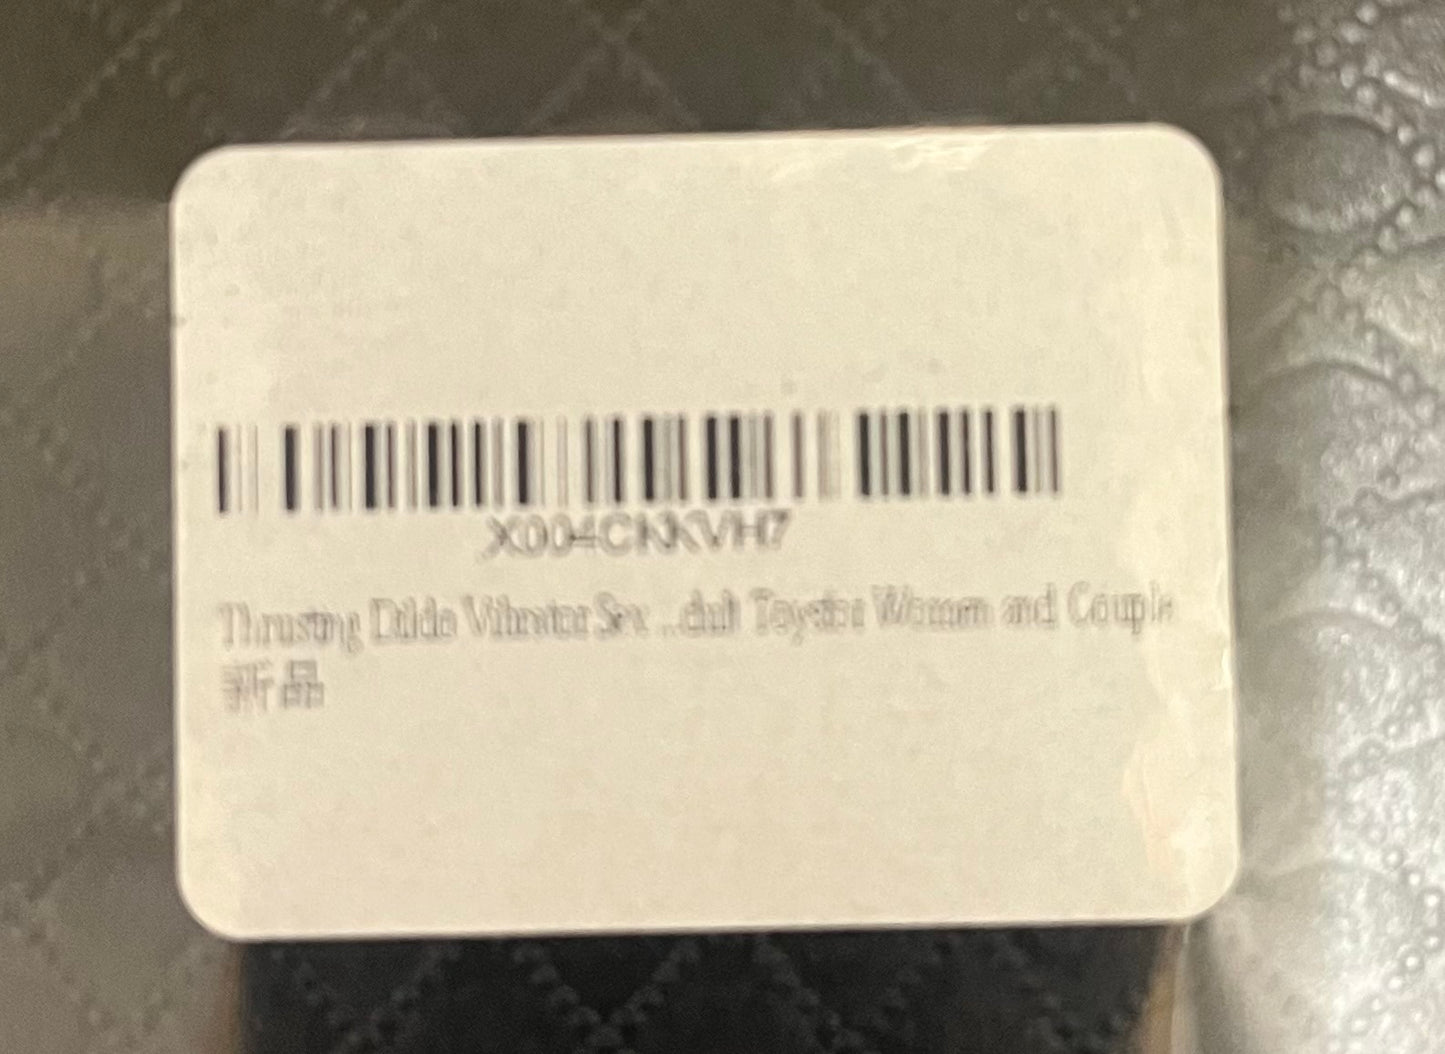 X004CKKVH7
Thrusting Dildo Vibrator Sex ...dult Toys for Women and Couple
新品